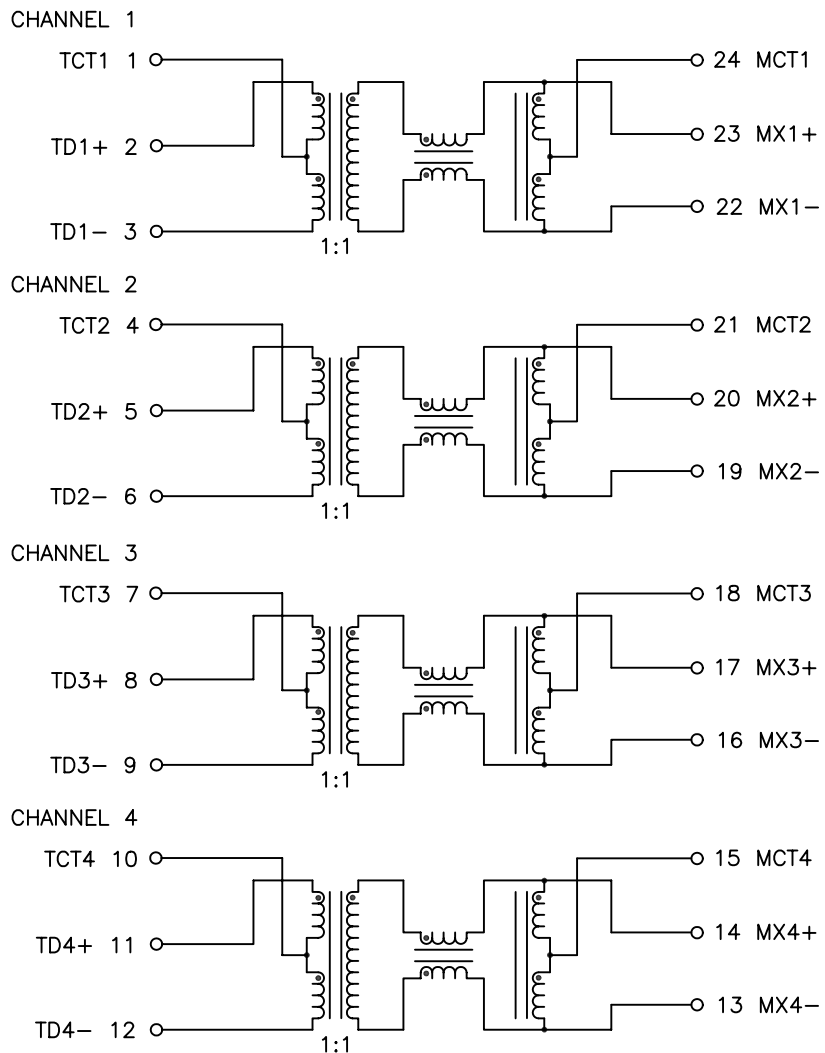 CHANNEL 1
TCT1 1
24 MCT1
TD1+ 2
23 MX1+
22 MX1−
TD1− 3
1:1
CHANNEL 2
TCT2 4
21 MCT2
TD2+ 5
20 MX2+
19 MX2−
TD2− 6
1:1
CHANNEL 3
TCT3 7
18 MCT3
TD3+ 8
17 MX3+
16 MX3−
TD3− 9
1:1
CHANNEL 4
TCT4 10
15 MCT4
TD4+ 11
14 MX4+
13 MX4−
TD4− 12
1:1